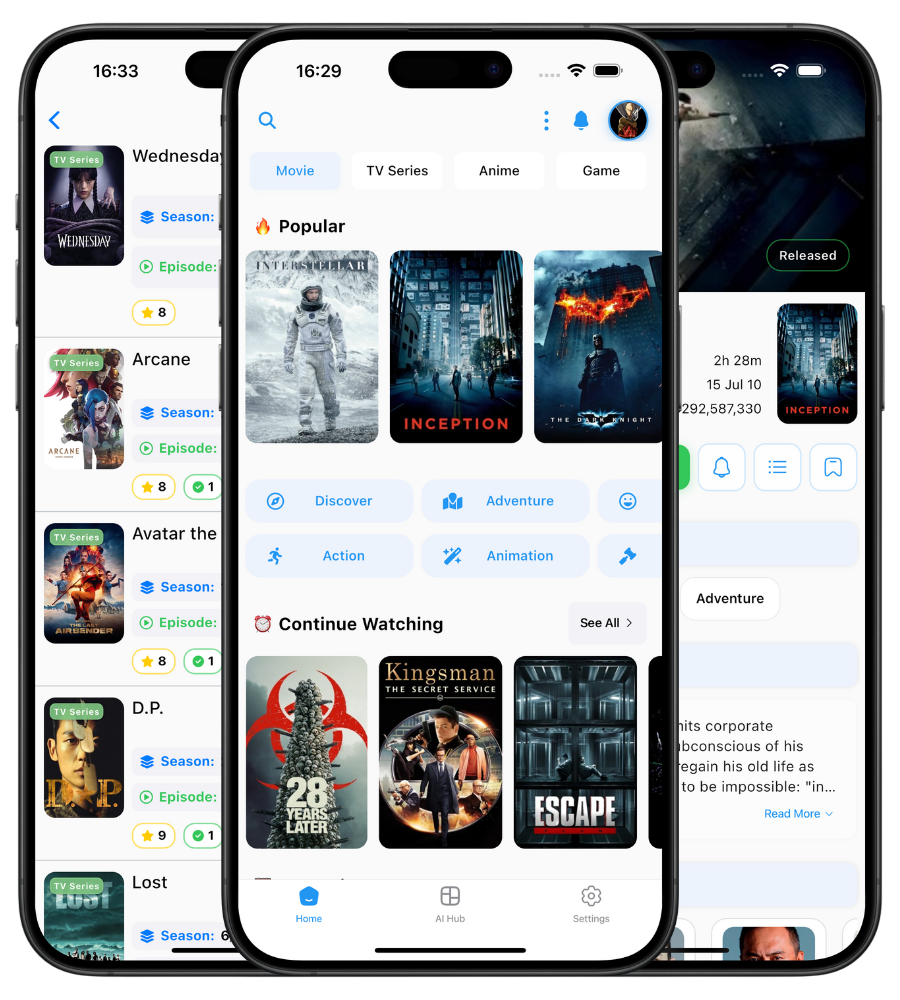 16:33
TV Series
Wednesday
Season:
WEDNESDAY
Episode:
8
TV Series
Arcane
Season:
ARCANE
Episode:
8
1
TV Series
Avatar the
Season:
THE LAST
AIRBENDER
Episode:
8
1
TV Series
D.P.
Season:
D. P.
Episode:
9
1
TV Series
LOST
Lost
Season: 6
16:29
Movie
TV Series
Anime
Game
🔥 Popular
INTERSTELLAR
INCEPTION
THE DARK KNIGHT
Discover
Adventure
Action
Animation
⏰ Continue Watching
See All
28
YEARS
LATER
Kingsman
THE SECRET SERVICE
ESCAPE
Home
AI Hub
Settings
Released
2h 28m
15 Jul 10
292,587,330
INCEPTION
Adventure
corporate
of his
regain his old life as
to be impossible: "in...
Read More